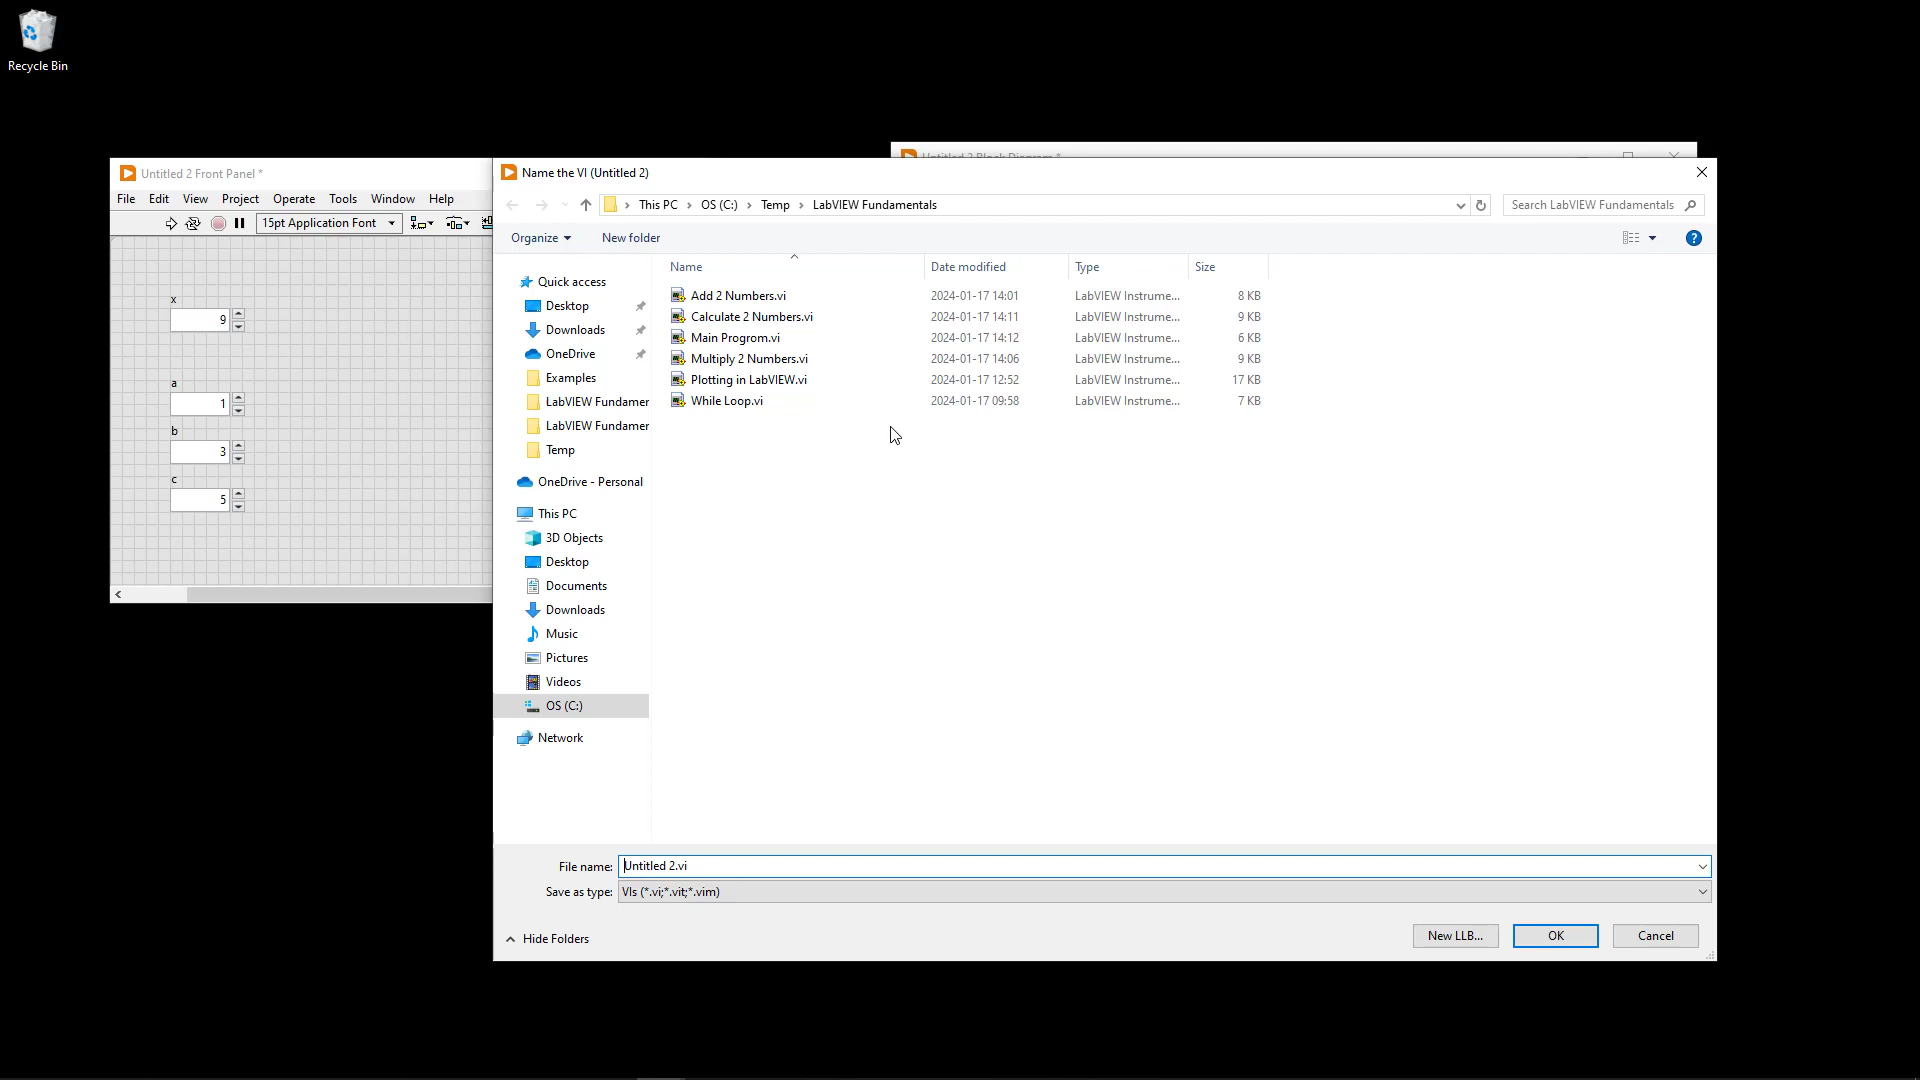 Recycle Bin
Untitled 2 Block Diagram *
Untitled 2 Front Panel *
File Edit View Project Operate Tools Window Help
15pt Application Font
x
9
a
1
b
3
c
5
Name the VI (Untitled 2)
This PC › OS (C:) › Temp › LabVIEW Fundamentals
Search LabVIEW Fundamentals
Organize New folder
Quick access
Desktop
Downloads
OneDrive
Examples
LabVIEW Fundamen
LabVIEW Fundamen
Temp
OneDrive - Personal
This PC
3D Objects
Desktop
Documents
Downloads
Music
Pictures
Videos
OS (C:)
Network
Name Date modified Type Size
Add 2 Numbers.vi 2024-01-17 14:01 LabVIEW Instrume... 8 KB
Calculate 2 Numbers.vi 2024-01-17 14:11 LabVIEW Instrume... 9 KB
Main Progrom.vi 2024-01-17 14:12 LabVIEW Instrume... 6 KB
Multiply 2 Numbers.vi 2024-01-17 14:06 LabVIEW Instrume... 9 KB
Plotting in LabVIEW.vi 2024-01-17 12:52 LabVIEW Instrume... 17 KB
While Loop.vi 2024-01-17 09:58 LabVIEW Instrume... 7 KB
File name: Untitled 2.vi
Save as type: VIs (*.vi;*.vit;*.vim)
Hide Folders
New LLB... OK Cancel